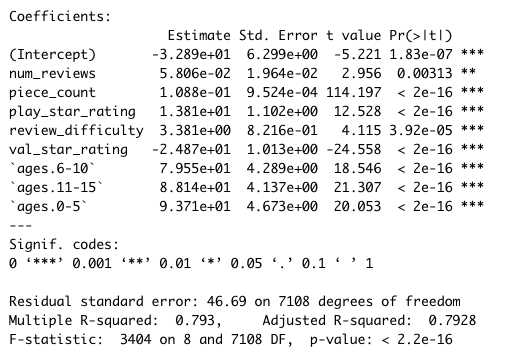 Coefficients:
Estimate Std. Error t value Pr(>|t|)
(Intercept) -3.289e+01 6.299e+00 -5.221 1.83e-07 ***
num_reviews 5.806e-02 1.964e-02 2.956 0.00313 **
piece_count 1.088e-01 9.524e-04 114.197 < 2e-16 ***
play_star_rating 1.381e+01 1.102e+00 12.528 < 2e-16 ***
review_difficulty 3.381e+00 8.216e-01 4.115 3.92e-05 ***
val_star_rating -2.487e+01 1.013e+00 -24.558 < 2e-16 ***
`ages.6-10` 7.955e+01 4.289e+00 18.546 < 2e-16 ***
`ages.11-15` 8.814e+01 4.137e+00 21.307 < 2e-16 ***
`ages.0-5` 9.371e+01 4.673e+00 20.053 < 2e-16 ***
---
Signif. codes:
0 ‘***’ 0.001 ‘**’ 0.01 ‘*’ 0.05 ‘.’ 0.1 ‘ ’ 1
Residual standard error: 46.69 on 7108 degrees of freedom
Multiple R-squared: 0.793, Adjusted R-squared: 0.7928
F-statistic: 3404 on 8 and 7108 DF, p-value: < 2.2e-16